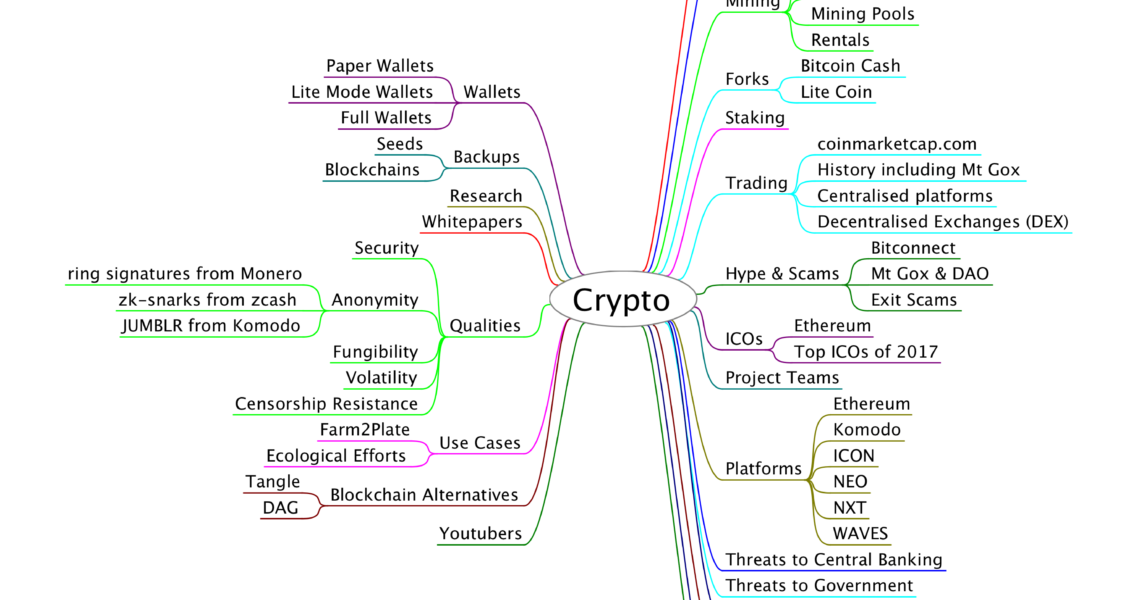 Mining
Mining Pools
Rentals
Paper Wallets
Lite Mode Wallets
Full Wallets
Wallets
Seeds
Blockchains
Backups
Research
Whitepapers
Security
ring signatures from Monero
zk-snarks from zcash
JUMBLR from Komodo
Anonymity
Fungibility
Volatility
Censorship Resistance
Qualities
Farm2Plate
Ecological Efforts
Use Cases
Tangle
DAG
Blockchain Alternatives
Youtubers
Crypto
Forks
Bitcoin Cash
Lite Coin
Staking
Trading
coinmarketcap.com
History including Mt Gox
Centralised platforms
Decentralised Exchanges (DEX)
Hype & Scams
Bitconnect
Mt Gox & DAO
Exit Scams
ICOs
Ethereum
Top ICOs of 2017
Project Teams
Platforms
Ethereum
Komodo
ICON
NEO
NXT
WAVES
Threats to Central Banking
Threats to Government